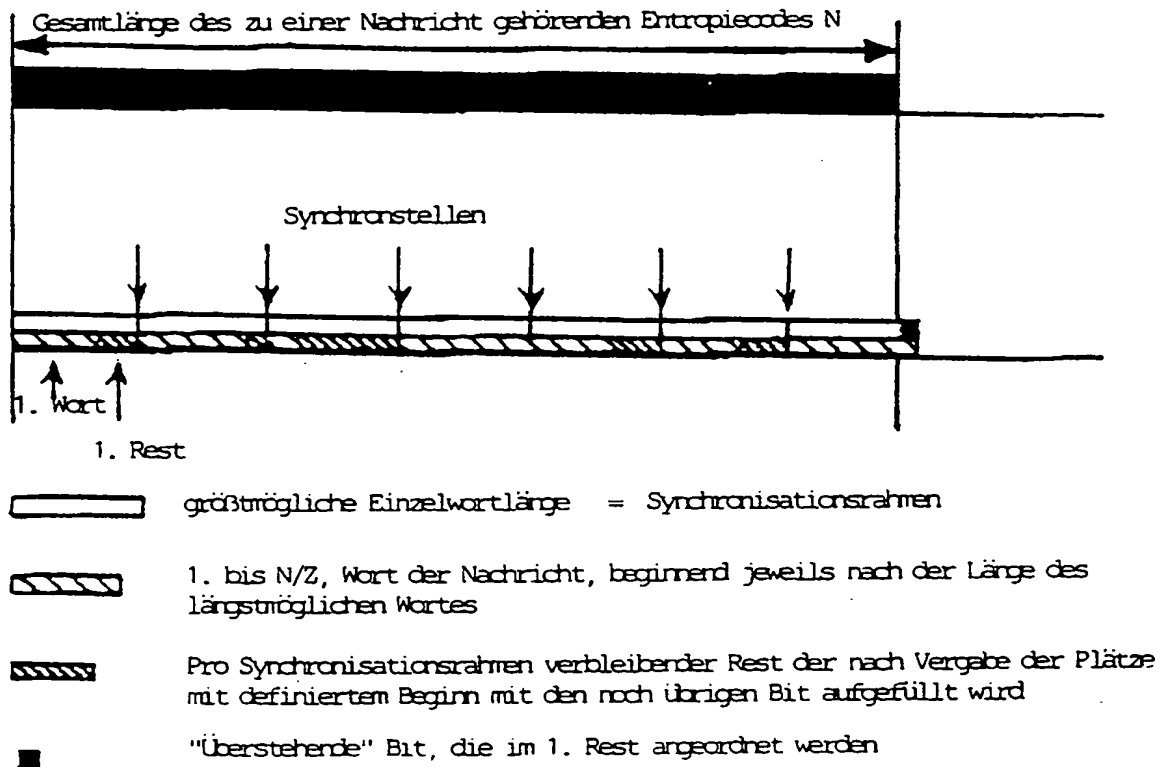 Gesamtlänge des zu einer Nachricht gehörenden Entropiecodes N
Synchronstellen
1. Wort
1. Rest
größtmögliche Einzelwortlänge = Synchronisationsrahmen
1. bis N/Z, Wort der Nachricht, beginnend jeweils nach der Länge des
längstmöglichen Wortes
Pro Synchronisationsrahmen verbleibender Rest der nach Vergabe der Plätze
mit definiertem Beginn mit den noch übrigen Bit aufgefüllt wird
"Überstehende" Bit, die im 1. Rest angeordnet werden